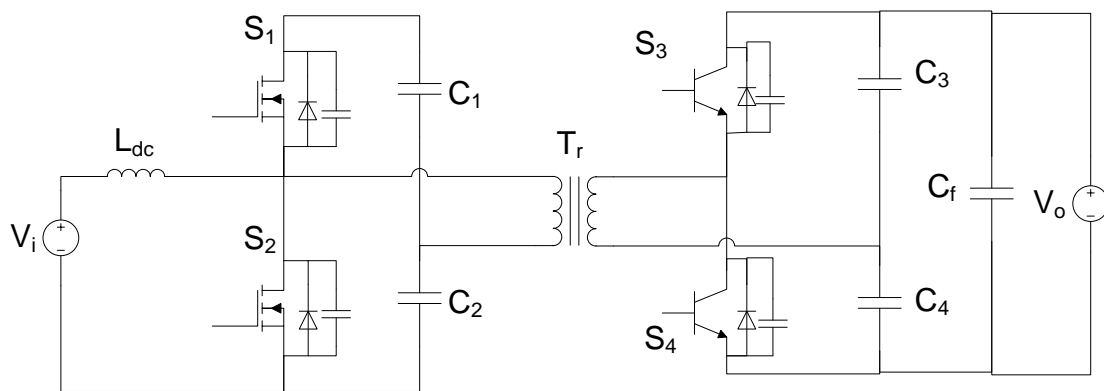 S1
C1
Ldc
Tr
Vi
S2
C2
S3
C3
Cf
Vo
S4
C4
+
−
+
−